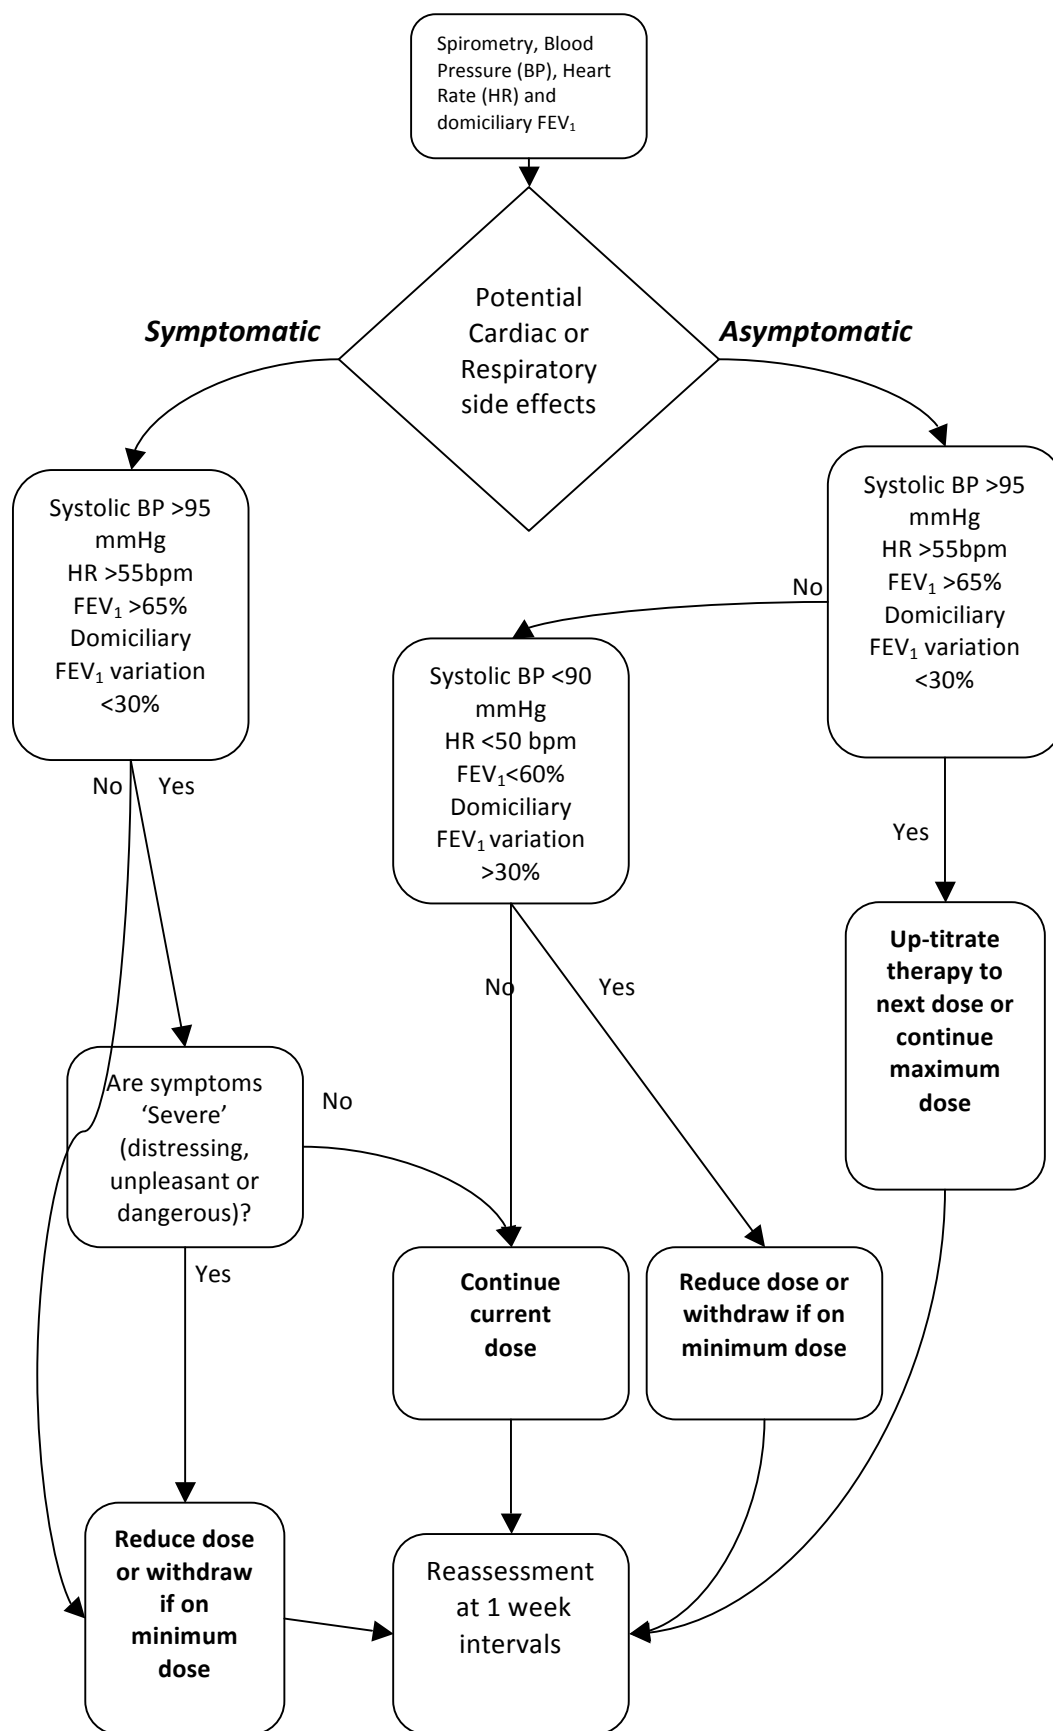 Spirometry, Blood
Pressure (BP), Heart
Rate (HR) and
domiciliary FEV₁
Potential
Cardiac or
Respiratory
side effects
Symptomatic
Asymptomatic
Systolic BP >95
mmHg
HR >55bpm
FEV₁ >65%
Domiciliary
FEV₁ variation
<30%
Systolic BP >95
mmHg
HR >55bpm
FEV₁ >65%
Domiciliary
FEV₁ variation
<30%
No
Systolic BP <90
mmHg
HR <50 bpm
FEV₁<60%
Domiciliary
FEV₁ variation
>30%
No
Yes
Yes
Up-titrate
therapy to
next dose or
continue
maximum
dose
No
Yes
Are symptoms
‘Severe’
(distressing,
unpleasant or
dangerous)?
No
Yes
Continue
current
dose
Reduce dose or
withdraw if on
minimum dose
Reduce dose
or withdraw
if on
minimum
dose
Reassessment
at 1 week
intervals